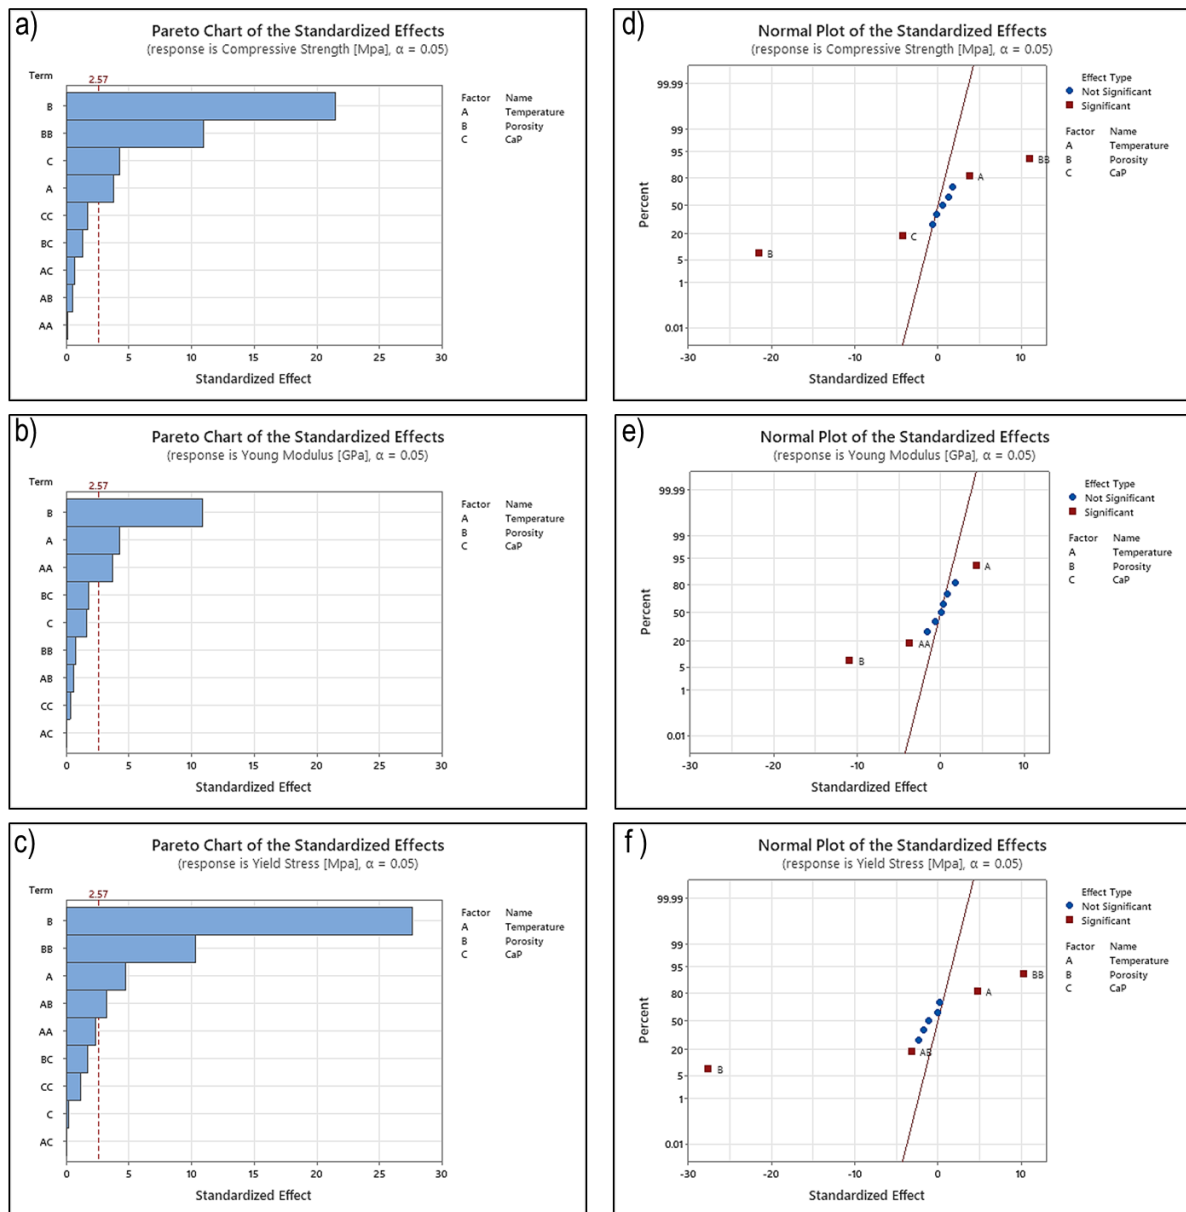 a)
Pareto Chart of the Standardized Effects
(response is Compressive Strength [Mpa), α = 0.05)
Term
2.57
B
BB
C
A
CC
BC
AC
AB
AA
0 5 10 15 20 25 30
Standardized Effect
Factor Name
A Temperature
B Porosity
C CaP
d)
Normal Plot of the Standardized Effects
(response is Compressive Strength [Mpa), α = 0.05)
99.99
99
95
80
50
20
5
1
0.01
Percent
BB
A
C
B
-30 -20 -10 0 10
Standardized Effect
Effect Type
Not Significant
Significant
Factor Name
A Temperature
B Porosity
C CaP
b)
Pareto Chart of the Standardized Effects
(response is Young Modulus [GPa], α = 0.05)
Term
2.57
B
A
AA
BC
C
BB
AB
CC
AC
0 5 10 15 20 25 30
Standardized Effect
Factor Name
A Temperature
B Porosity
C CaP
e)
Normal Plot of the Standardized Effects
(response is Young Modulus [GPa], α = 0.05)
99.99
99
95
80
50
20
5
1
0.01
Percent
A
AA
B
-30 -20 -10 0 10
Standardized Effect
Effect Type
Not Significant
Significant
Factor Name
A Temperature
B Porosity
C CaP
c)
Pareto Chart of the Standardized Effects
(response is Yield Stress [Mpa], α = 0.05)
Term
2.57
B
BB
A
AB
AA
BC
CC
C
AC
0 5 10 15 20 25 30
Standardized Effect
Factor Name
A Temperature
B Porosity
C CaP
f)
Normal Plot of the Standardized Effects
(response is Yield Stress [Mpa], α = 0.05)
99.99
99
95
80
50
20
5
1
0.01
Percent
BB
A
AB
B
-30 -20 -10 0 10
Standardized Effect
Effect Type
Not Significant
Significant
Factor Name
A Temperature
B Porosity
C CaP